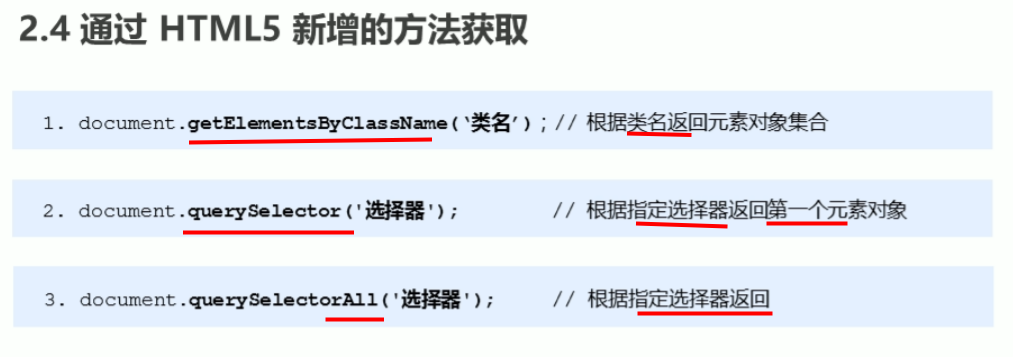 2.4 通过 HTML5 新增的方法获取
1. document.getElementsByClassName(‘类名’);// 根据类名返回元素对象集合
2. document.querySelector('选择器'); // 根据指定选择器返回第一个元素对象
3. document.querySelectorAll('选择器'); // 根据指定选择器返回